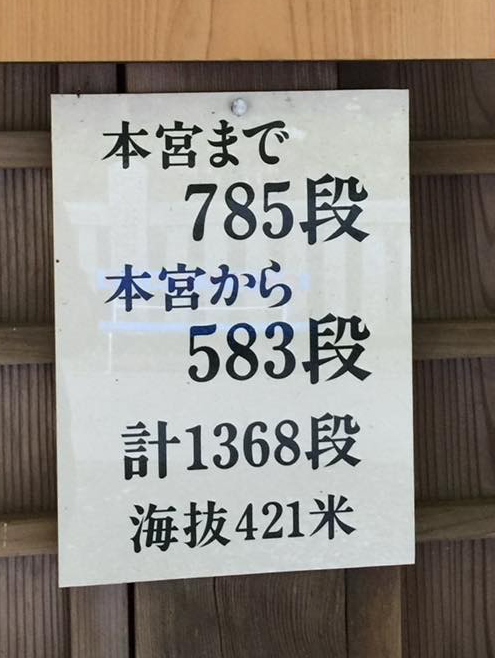 本宮まで
785段
本宮から
583段
計1368段
海抜421米